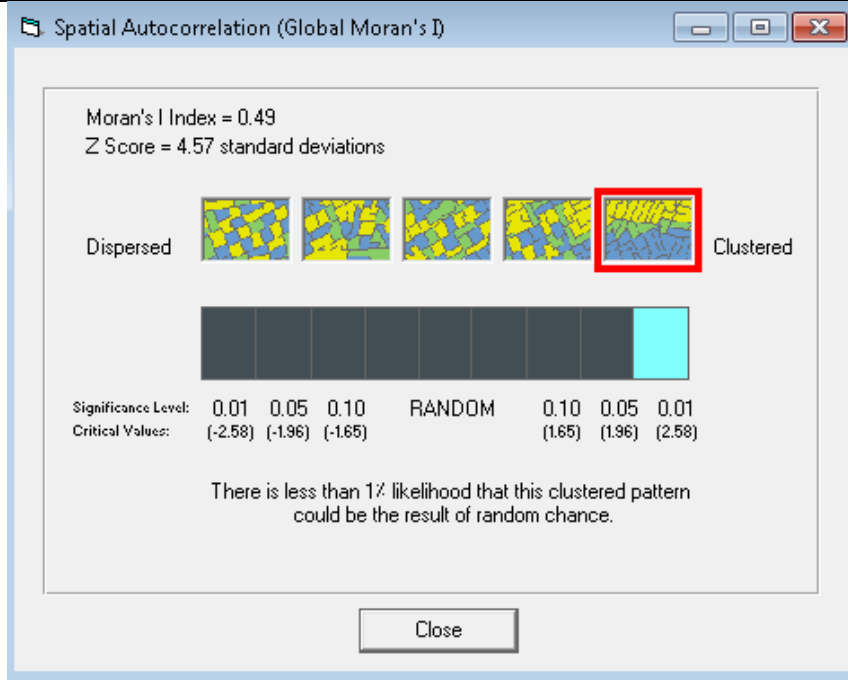 Spatial Autocorrelation (Global Moran's I)
Moran's I Index = 0.49
Z Score = 4.57 standard deviations
Dispersed
Clustered
Significance Level: 0.01 0.05 0.10 RANDOM 0.10 0.05 0.01
Critical Values: (-2.58) (-1.96) (-1.65) (1.65) (1.96) (2.58)
There is less than 1% likelihood that this clustered pattern
could be the result of random chance.
Close